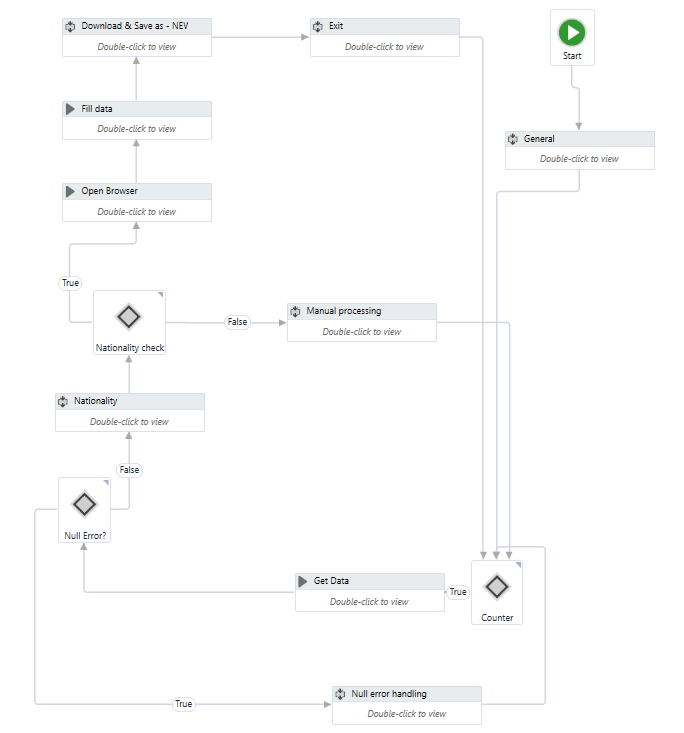 Download & Save as - NEV
Double-click to view
Exit
Double-click to view
Start
Fill data
Double-click to view
General
Double-click to view
Open Browser
Double-click to view
True
Nationality check
False
Manual processing
Double-click to view
Nationality
Double-click to view
False
Null Error?
Get Data
Double-click to view
True
Counter
True
Null error handling
Double-click to view